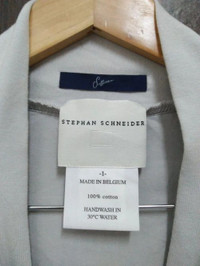 STEPHAN SCHNEIDER
-1-
MADE IN BELGIUM
100% cotton
HANDWASH IN
30°C WATER